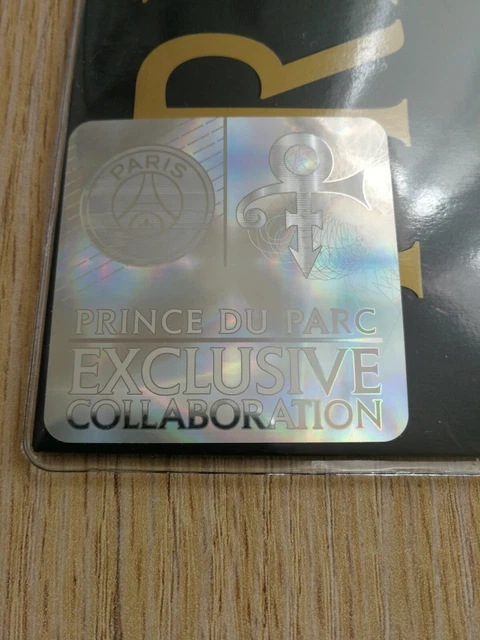 R
PARIS
PRINCE DU PARC
EXCLUSIVE
COLLABORATION